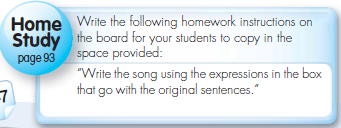 Home
Study
page 93
Write the following homework instructions on
the board for your students to copy in the
space provided:
“Write the song using the expressions in the box
that go with the original sentences.”
7